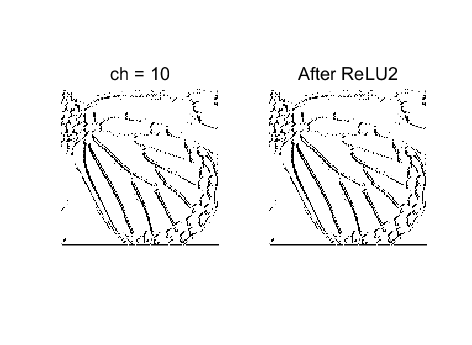 ch = 10
After ReLU2